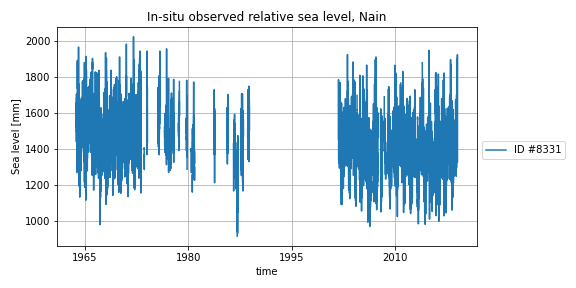 In-situ observed relative sea level, Nain
2000
1800
1600
1400
1200
1000
Sea level [mm]
1965
1980
1995
2010
time
ID #8331